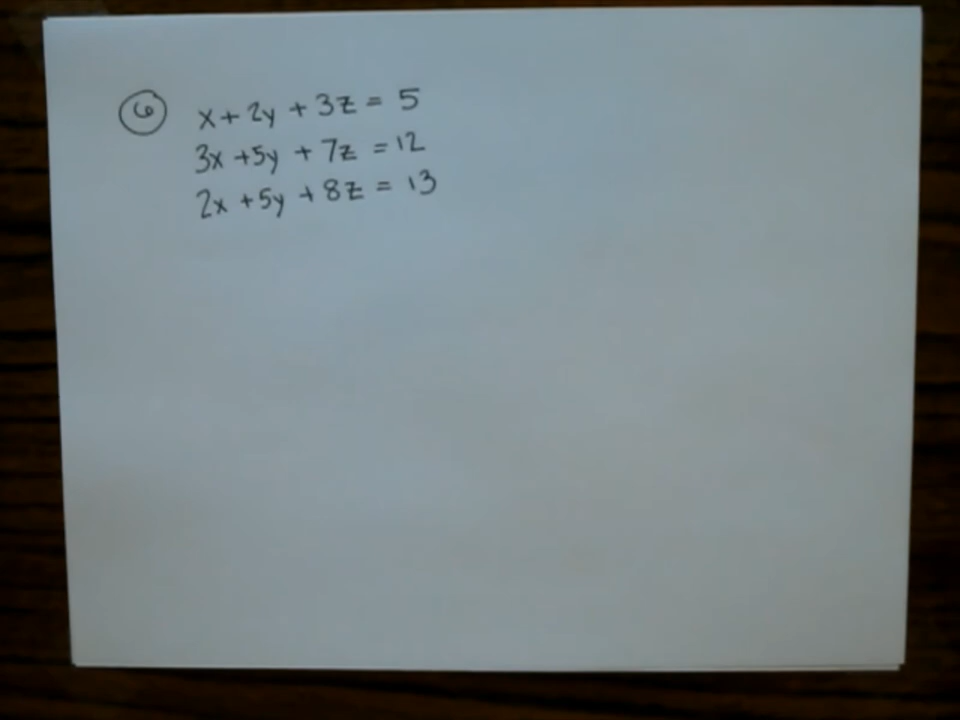 6 x + 2y + 3z = 5
3x + 5y + 7z = 12
2x + 5y + 8z = 13